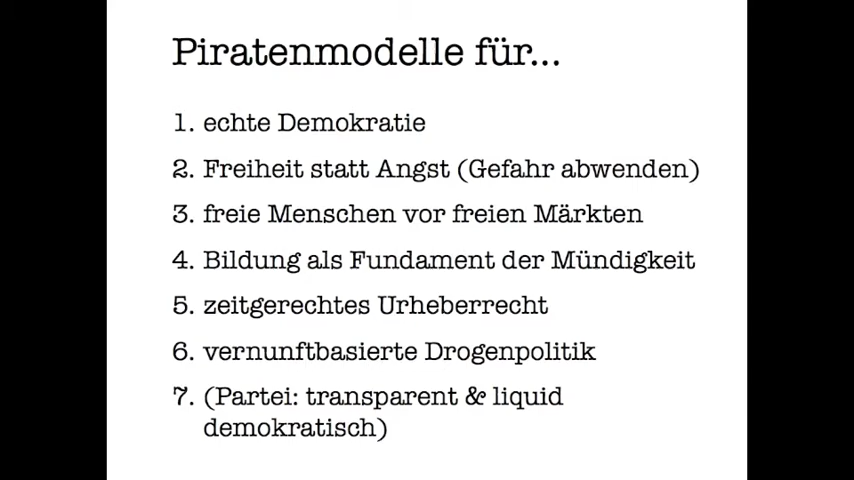 Piratenmodelle für...
1. echte Demokratie
2. Freiheit statt Angst (Gefahr abwenden)
3. freie Menschen vor freien Märkten
4. Bildung als Fundament der Mündigkeit
5. zeitgerechtes Urheberrecht
6. vernunftbasierte Drogenpolitik
7. (Partei: transparent & liquid
demokratisch)